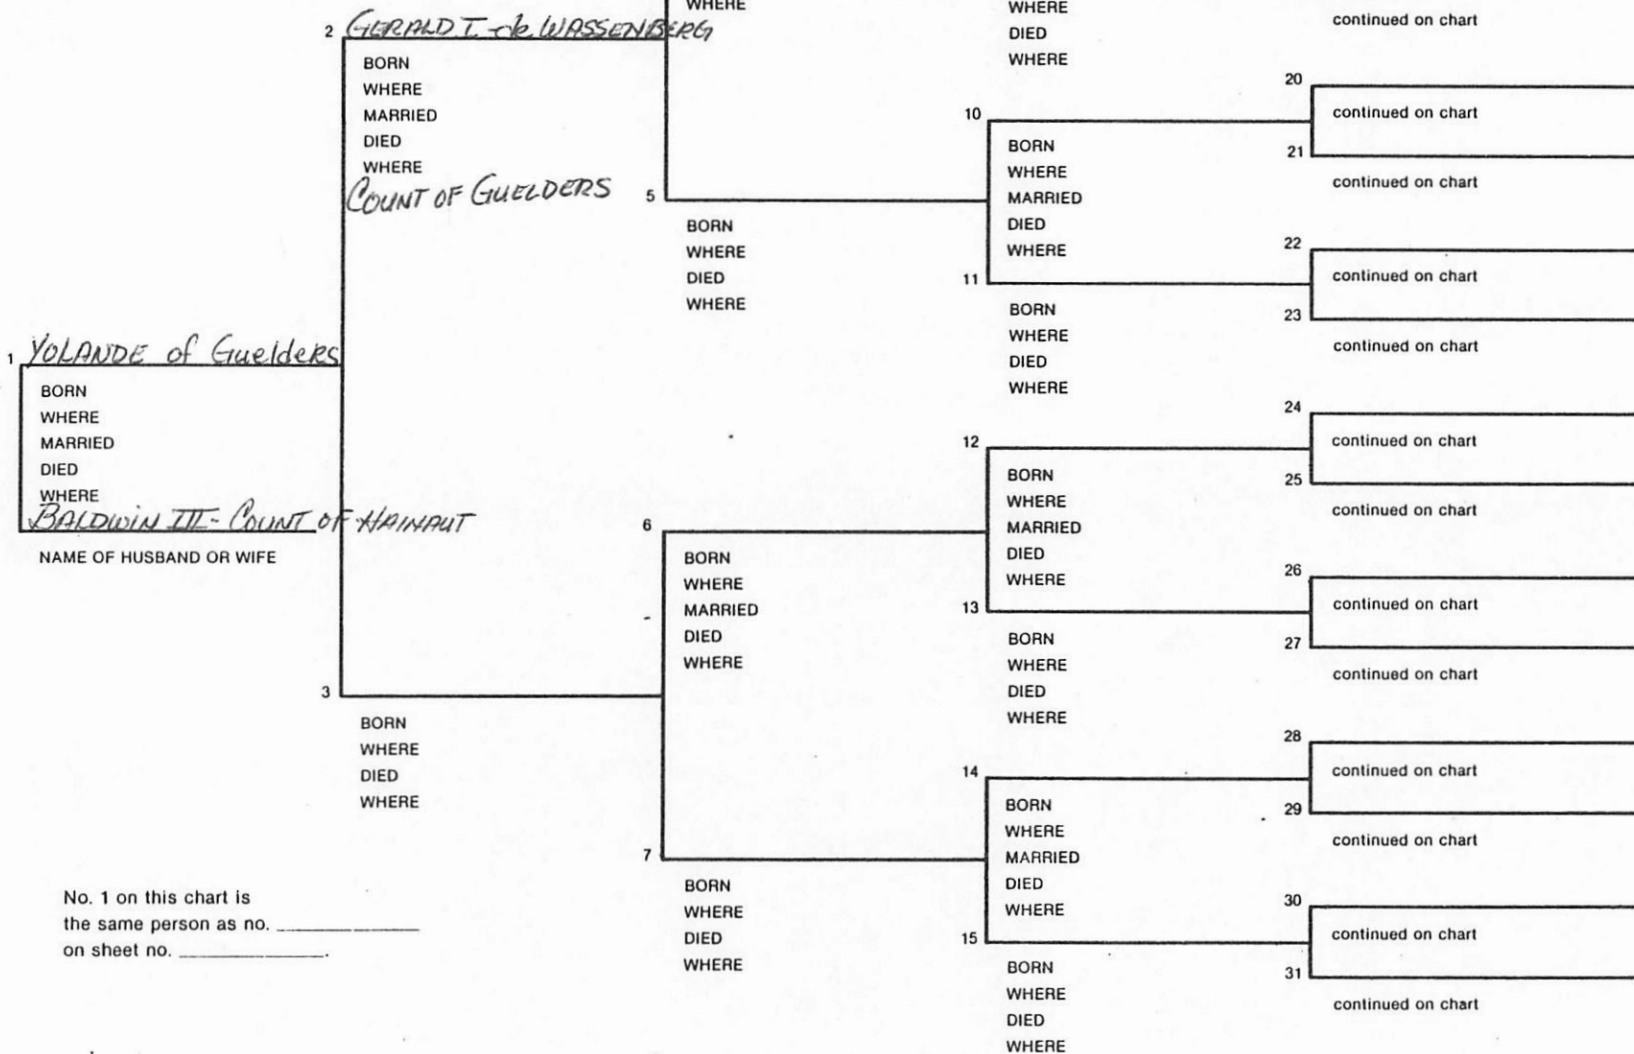 WHERE
2 GERALD I de WASSENBERG
BORN
WHERE
MARRIED
DIED
WHERE
COUNT OF GUELDERS
1 YOLANDE of Guelders
BORN
WHERE
MARRIED
DIED
WHERE
BALDWIN III - COUNT OF HAINAUT
NAME OF HUSBAND OR WIFE
3
BORN
WHERE
DIED
WHERE
No. 1 on this chart is
the same person as no.
on sheet no. .
5
BORN
WHERE
DIED
WHERE
6
BORN
WHERE
MARRIED
DIED
WHERE
7
BORN
WHERE
DIED
WHERE
WHERE
DIED
WHERE
10
BORN
WHERE
MARRIED
DIED
WHERE
11
BORN
WHERE
DIED
WHERE
12
BORN
WHERE
MARRIED
DIED
WHERE
13
BORN
WHERE
DIED
WHERE
14
BORN
WHERE
MARRIED
DIED
WHERE
15
BORN
WHERE
DIED
WHERE
continued on chart
20
continued on chart
21
continued on chart
22
continued on chart
23
continued on chart
24
continued on chart
25
continued on chart
26
continued on chart
27
continued on chart
28
continued on chart
29
continued on chart
30
continued on chart
31
continued on chart